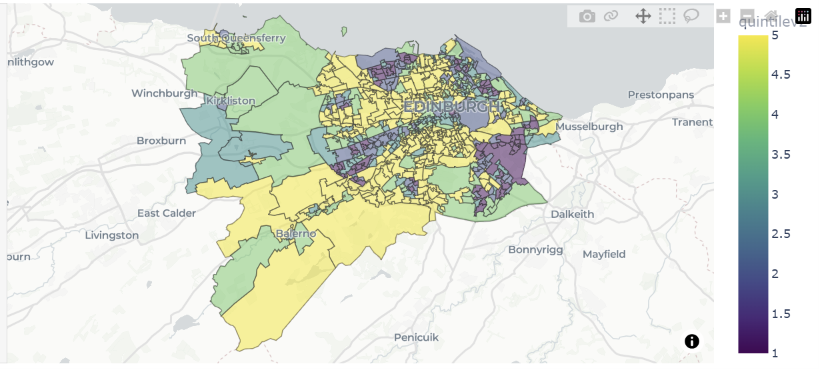 South Queensferry
nlithgow
Winchburgh
Kirkliston
EDINBURGH
Prestonpans
Tranent
Musselburgh
Broxburn
East Calder
Dalkeith
Livingston
Balerno
Bonnyrigg
Mayfield
burn
Penicuik
i
quintilev2
5
4.5
4
3.5
3
2.5
2
1.5
1